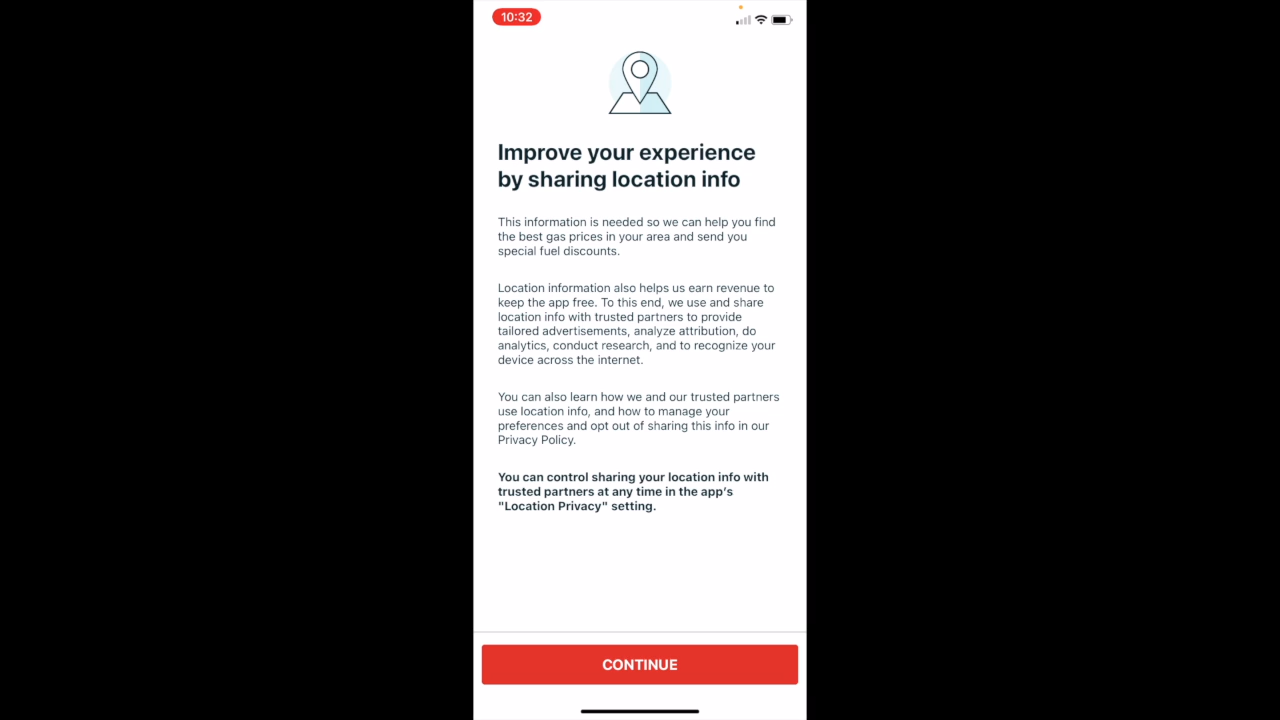 10:32
Improve your experience
by sharing location info
This information is needed so we can help you find
the best gas prices in your area and send you
special fuel discounts.
Location information also helps us earn revenue to
keep the app free. To this end, we use and share
location info with trusted partners to provide
tailored advertisements, analyze attribution, do
analytics, conduct research, and to recognize your
device across the internet.
You can also learn how we and our trusted partners
use location info, and how to manage your
preferences and opt out of sharing this info in our
Privacy Policy.
You can control sharing your location info with
trusted partners at any time in the app’s
"Location Privacy" setting.
CONTINUE